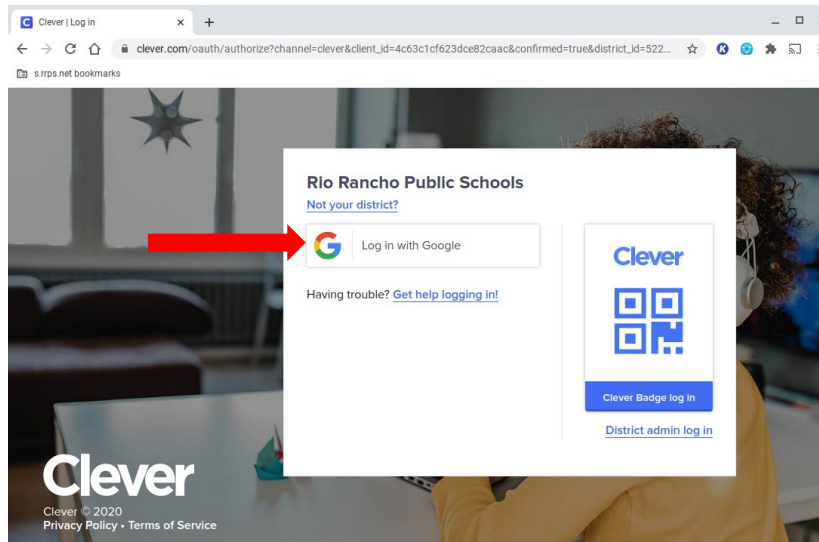 Clever | Log in
clever.com/oauth/authorize?channel=clever&client_id=4c63c1cf623dce82caac&confirmed=true&district_id=522...
s.rrps.net bookmarks
Rio Rancho Public Schools
Not your district?
Log in with Google
Having trouble? Get help logging in!
Clever
Clever Badge log in
District admin log in
Clever
Clever © 2020
Privacy Policy • Terms of Service